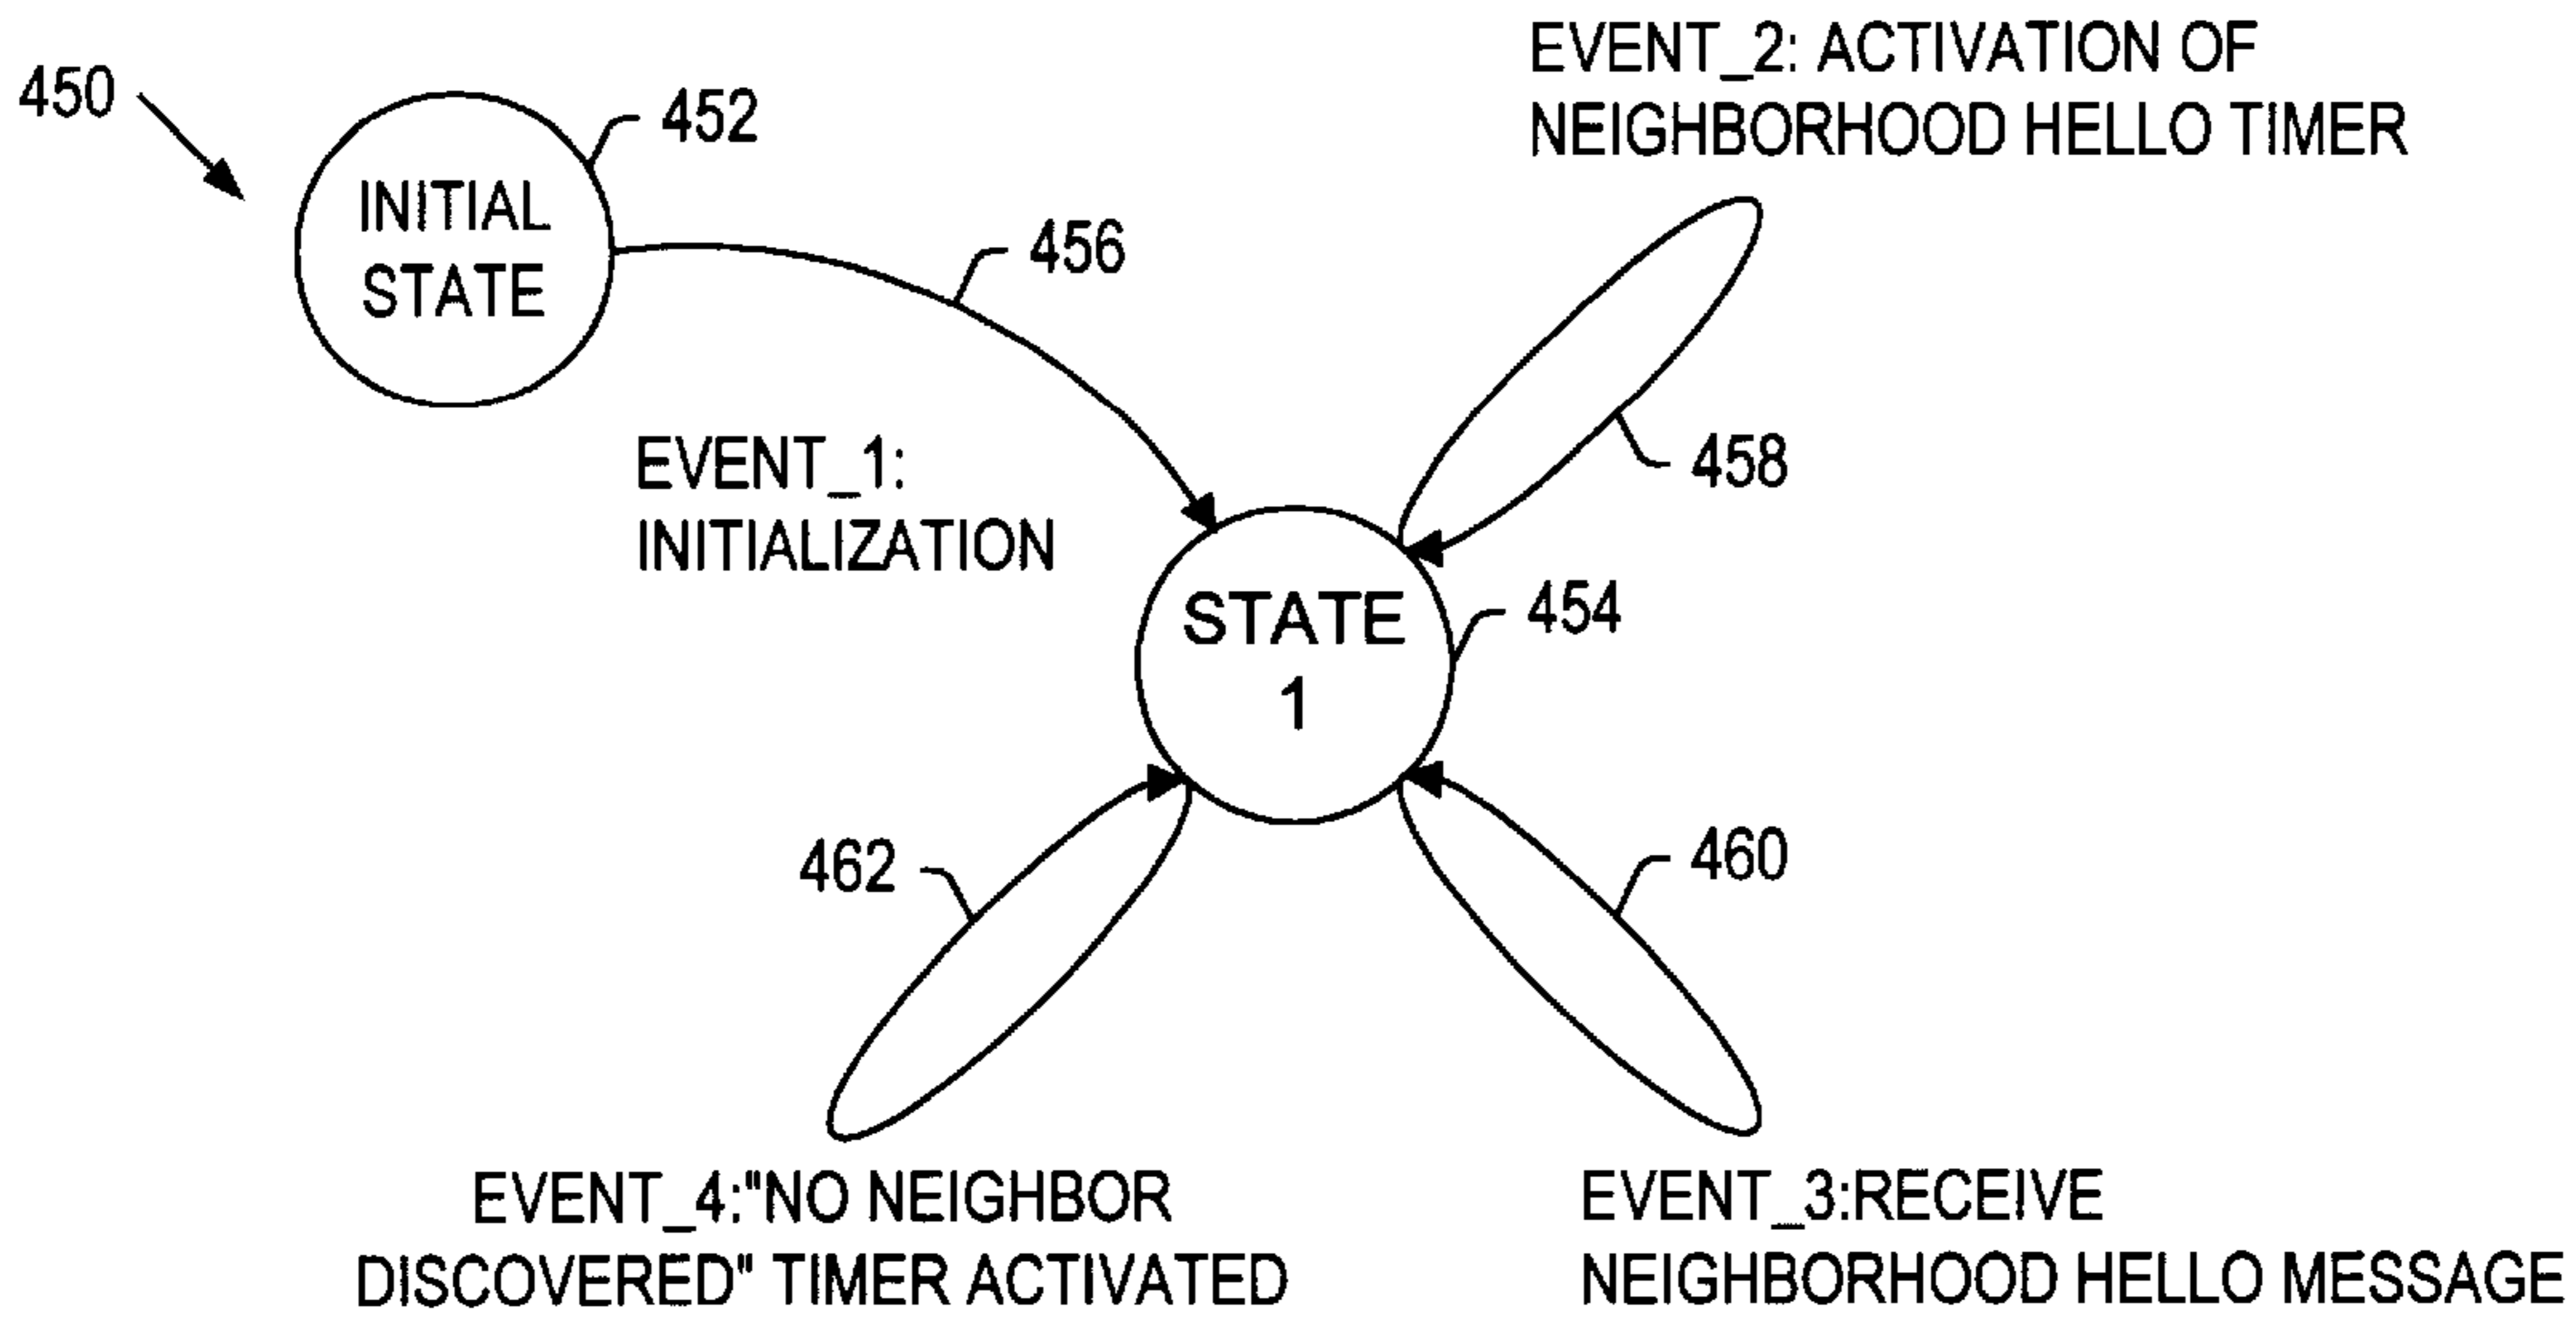 450
452
INITIAL
STATE
456
EVENT_1:
INITIALIZATION
EVENT_2: ACTIVATION OF
NEIGHBORHOOD HELLO TIMER
458
STATE
1
454
462
460
EVENT_4:"NO NEIGHBOR
DISCOVERED" TIMER ACTIVATED
EVENT_3:RECEIVE
NEIGHBORHOOD HELLO MESSAGE